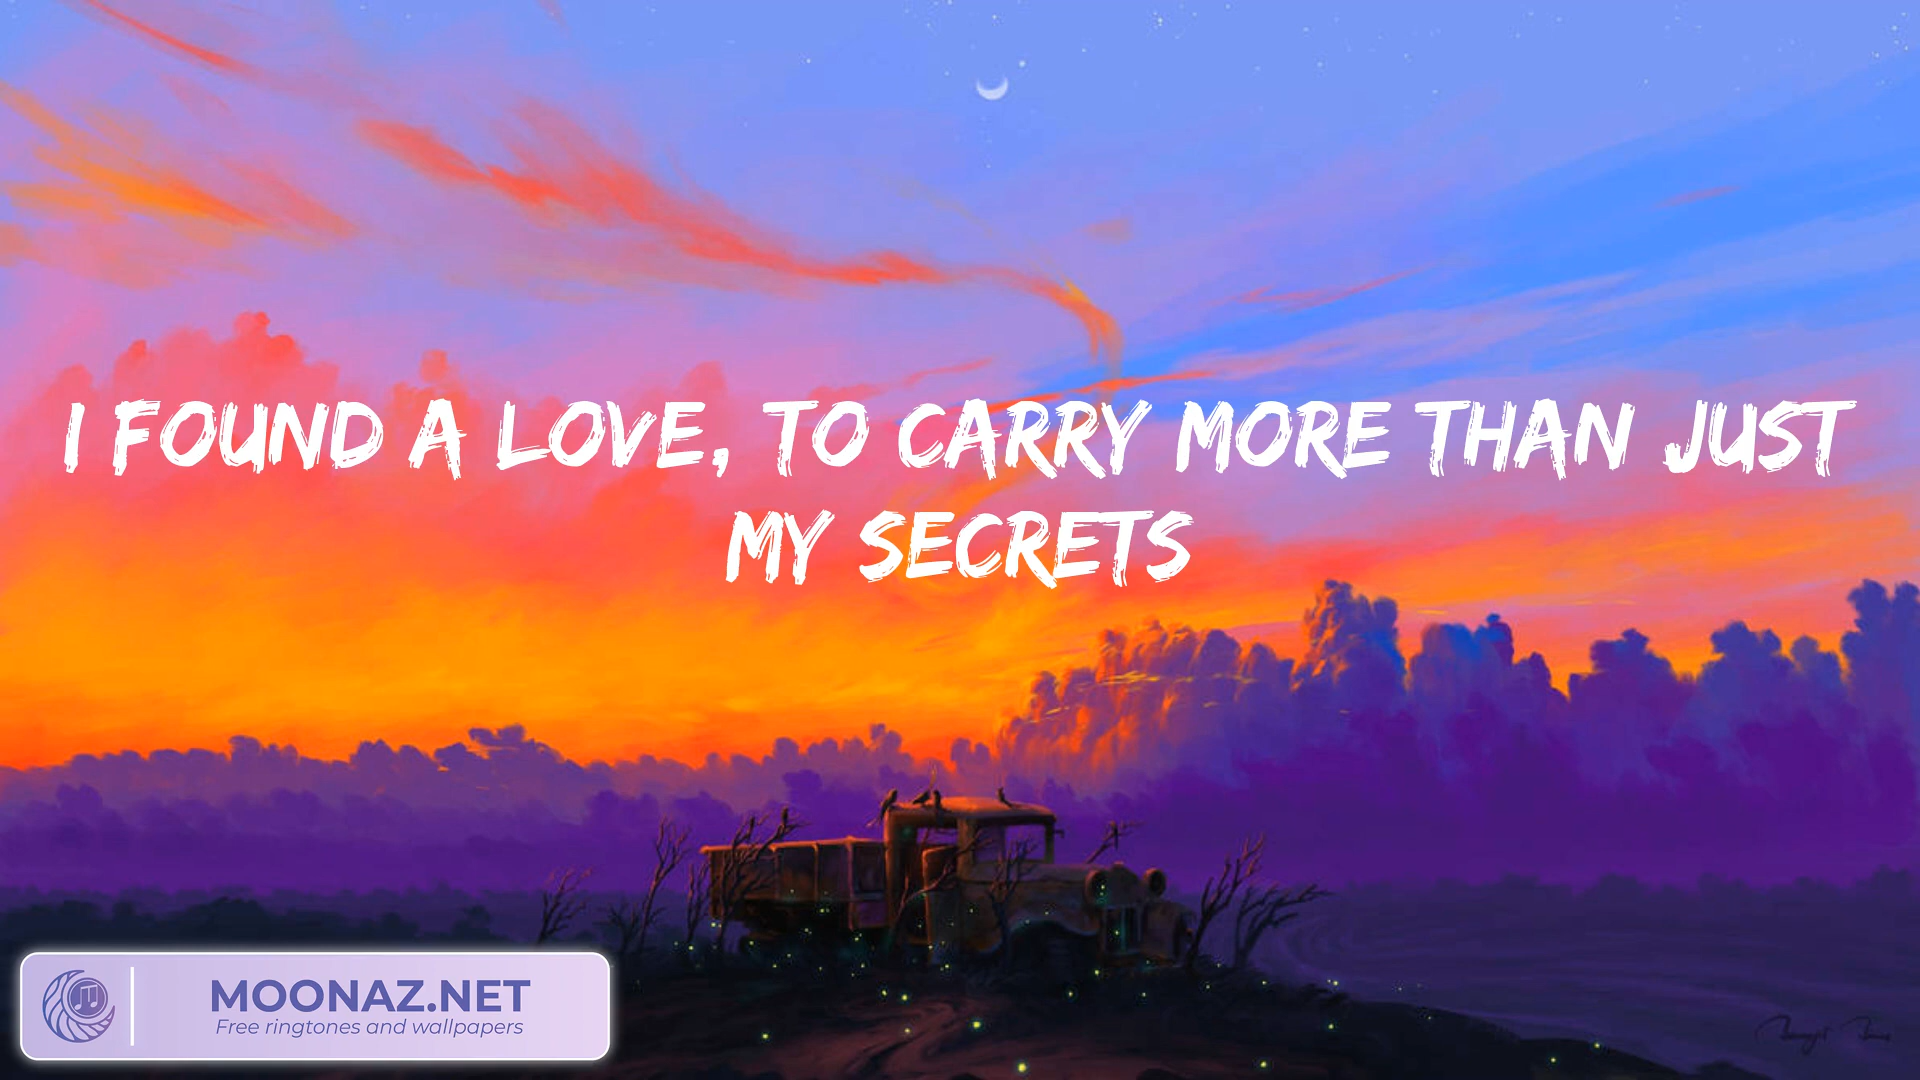 I FOUND A LOVE, TO CARRY MORE THAN JUST
MY SECRETS
MOONAZ.NET
Free ringtones and wallpapers